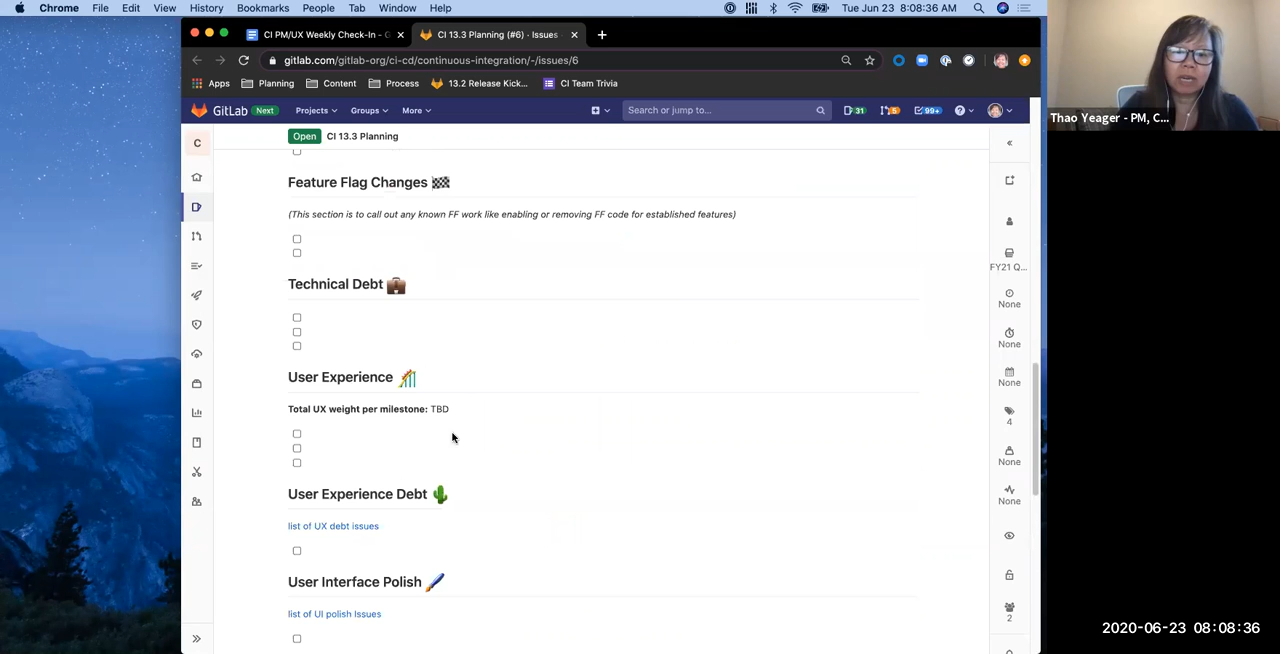 Chrome File Edit View History Bookmarks People Tab Window Help Tue Jun 23 8:08:36 AM
CI PM/UX Weekly Check-In - G CI 13.3 Planning (#6) · Issues
gitlab.com/gitlab-org/ci-cd/continuous-integration/-/issues/6
Apps Planning Content Process 13.2 Release Kick... CI Team Trivia
GitLab Next Projects Groups More Search or jump to... 31 5 99+
C Open CI 13.3 Planning
Feature Flag Changes
(This section is to call out any known FF work like enabling or removing FF code for established features)
Technical Debt
User Experience
Total UX weight per milestone: TBD
User Experience Debt
list of UX debt issues
User Interface Polish
list of UI polish Issues
FY21 Q...
None
None
None
4
None
None
2
Thao Yeager - PM, C...
2020-06-23 08:08:36